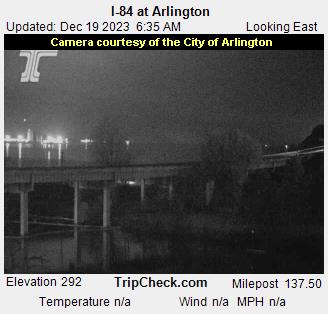 I-84 at Arlington
Updated: Dec 19 2023 6:35 AM Looking East
Camera courtesy of the City of Arlington
Elevation 292 TripCheck.com Milepost 137.50
Temperature n/a Wind n/a MPH n/a